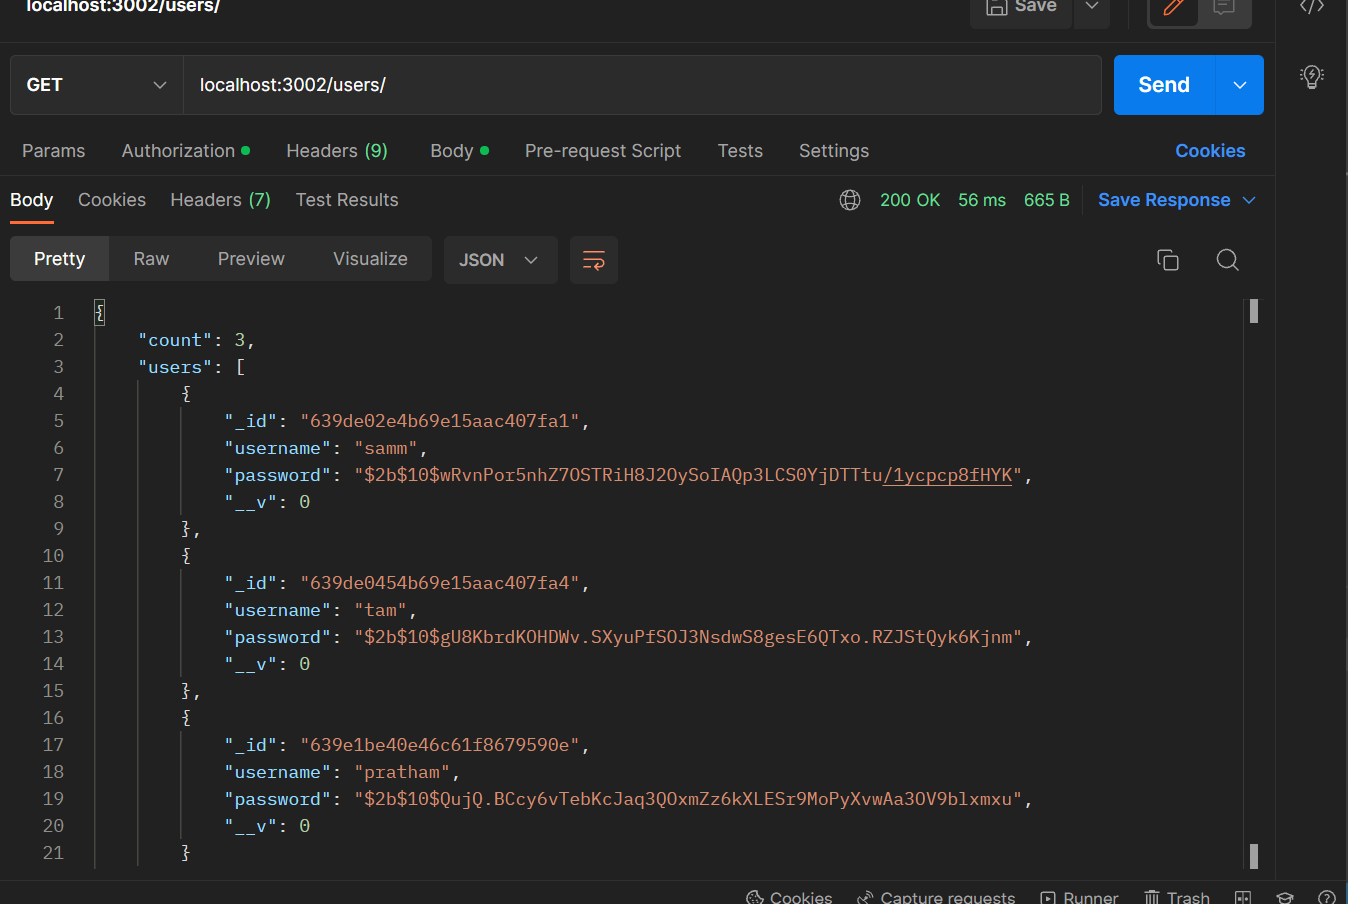 localhost:3002/users/
Save
GET
localhost:3002/users/
Send
Params Authorization Headers (9) Body Pre-request Script Tests Settings Cookies
Body Cookies Headers (7) Test Results 200 OK 56 ms 665 B Save Response
Pretty Raw Preview Visualize JSON
1 {
2 "count": 3,
3 "users": [
4 {
5 "_id": "639de02e4b69e15aac407fa1",
6 "username": "samm",
7 "password": "$2b$10$wRvnPor5nhZ7OSTRiH8J2OySoIAQp3LCS0YjDTTtu/1ycpcp8fHYK",
8 "__v": 0
9 },
10 {
11 "_id": "639de0454b69e15aac407fa4",
12 "username": "tam",
13 "password": "$2b$10$gU8KbrdKOHDWv.SXyuPfSOJ3NsdwS8gesE6QTxo.RZJStQyk6Kjnm",
14 "__v": 0
15 },
16 {
17 "_id": "639e1be40e46c61f8679590e",
18 "username": "pratham",
19 "password": "$2b$10$QujQ.BCcy6vTebKcJaq3QOxmZz6kXLESr9MoPyXvwAa3OV9blxmxu",
20 "__v": 0
21 }
Cookies Capture requests Runner Trash